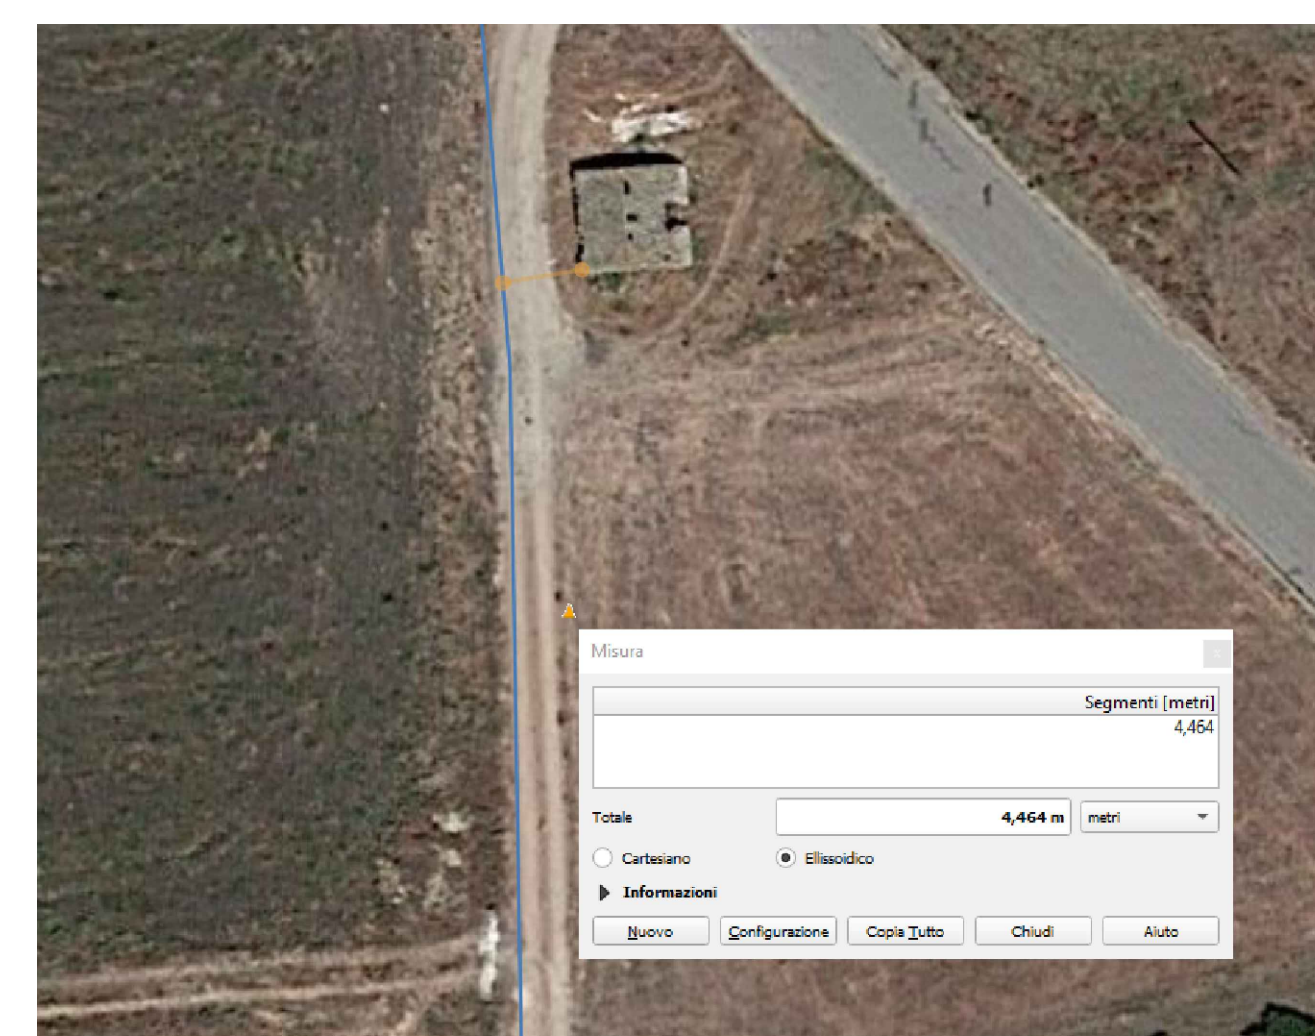 Misura
x
Segmenti [metri]
4,464
Totale
4,464 m
metri
Cartesiano
Ellissoidico
Informazioni
Nuovo
Configurazione
Copia Tutto
Chiudi
Aiuto